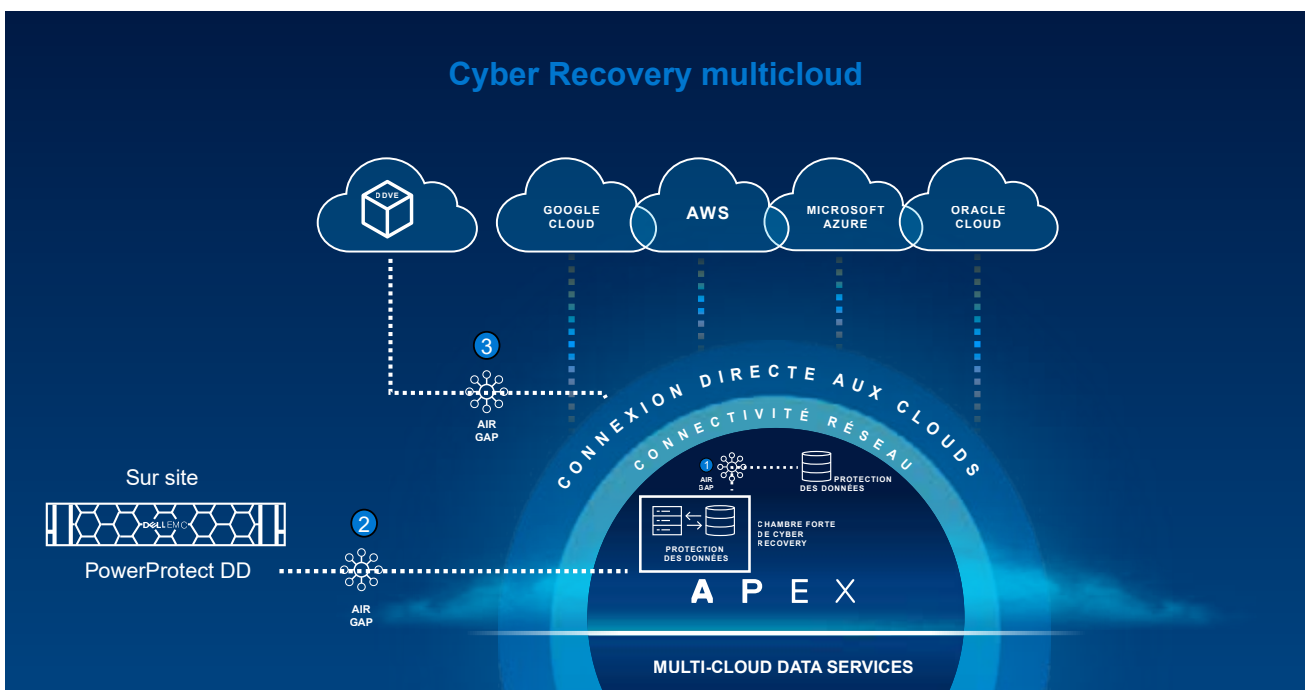 Cyber Recovery multicloud
DDVE
GOOGLE
CLOUD
AWS
MICROSOFT
AZURE
ORACLE
CLOUD
3
AIR
GAP
CONNEXION DIRECTE AUX CLOUDS
CONNECTIVITÉ RÉSEAU
1
AIR
GAP
PROTECTION
DES DONNÉES
Sur site
DELLEMC
PowerProtect DD
2
AIR
GAP
PROTECTION
DES DONNÉES
CHAMBRE FORTE
DE CYBER
RECOVERY
APEX
MULTI-CLOUD DATA SERVICES